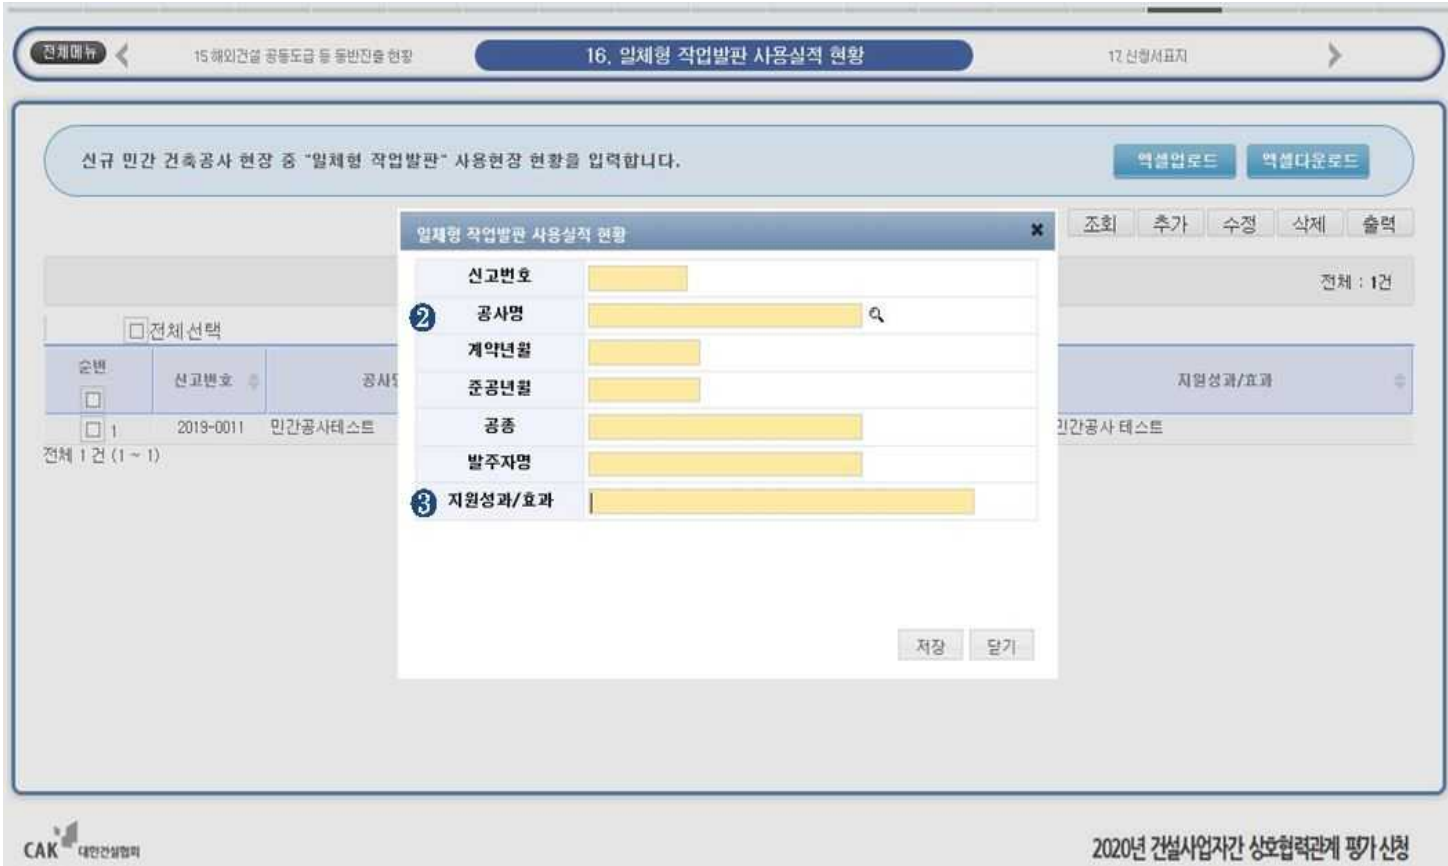 전체메뉴
15 해외건설 공동도급 등 동반진출 현황
16. 일체형 작업발판 사용실적 현황
17 신청서표지
신규 민간 건축공사 현장 중 "일체형 작업발판" 사용현장 현황을 입력합니다.
엑셀업로드 엑셀다운로드
조회 추가 수정 삭제 출력
전체 : 1건
전체선택
순번
신고번호
지원성과/효과
1 2019-0011 민간공사테스트
민간공사 테스트
전체 1 건 (1 ~ 1)
일체형 작업발판 사용실적 현황
신고번호
2 공사명
계약년월
준공년월
공종
발주자명
3 지원성과/효과
저장 닫기
CAK 대한건설협회
2020년 건설사업자간 상호협력관계 평가 신청